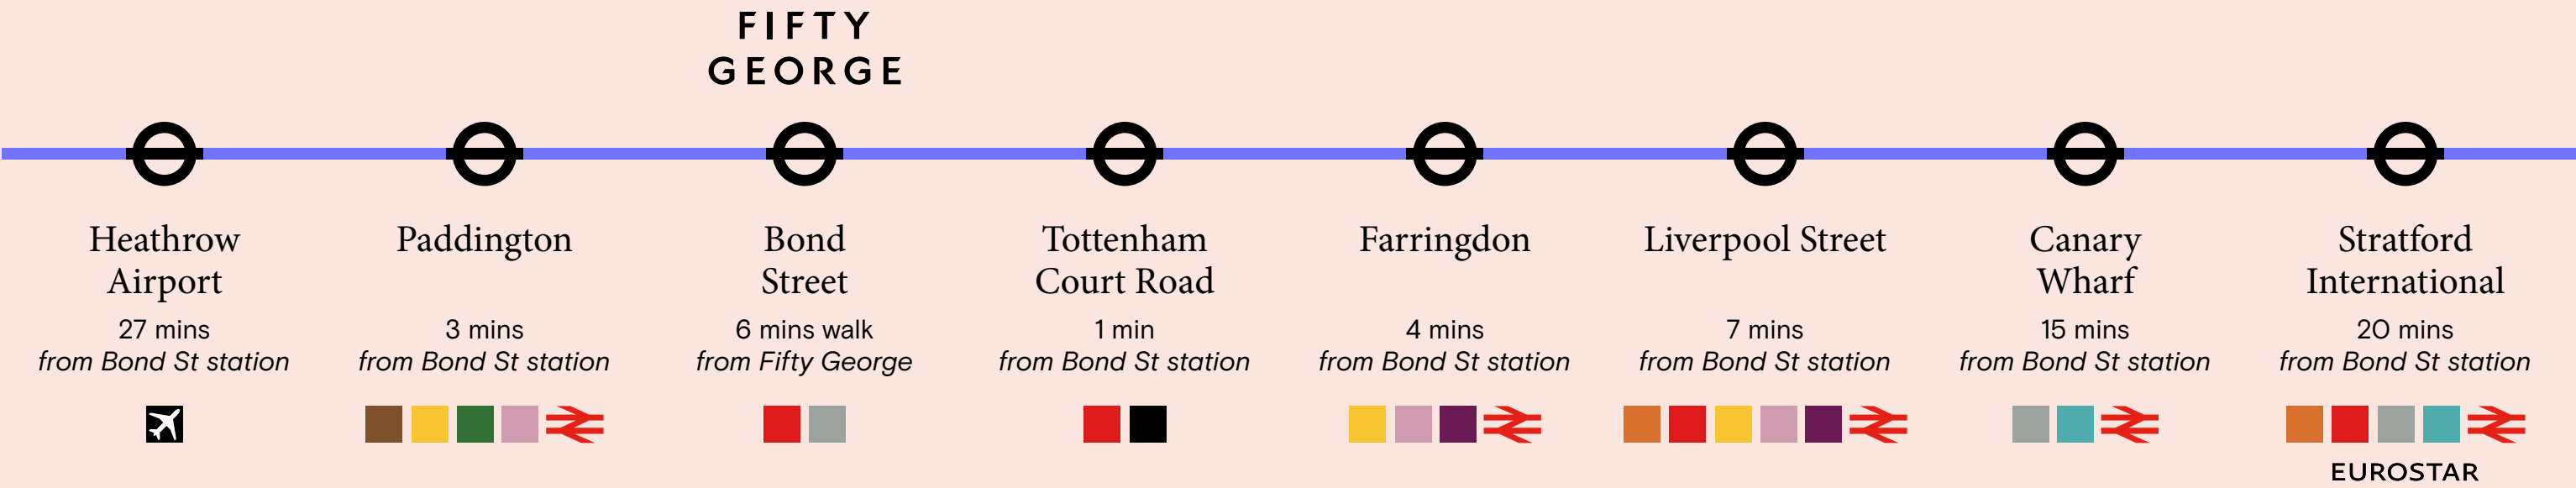 FIFTY
GEORGE
Heathrow
Airport
27 mins
from Bond St station
Paddington
3 mins
from Bond St station
Bond
Street
6 mins walk
from Fifty George
Tottenham
Court Road
1 min
from Bond St station
Farringdon
4 mins
from Bond St station
Liverpool Street
7 mins
from Bond St station
Canary
Wharf
15 mins
from Bond St station
Stratford
International
20 mins
from Bond St station
EUROSTAR